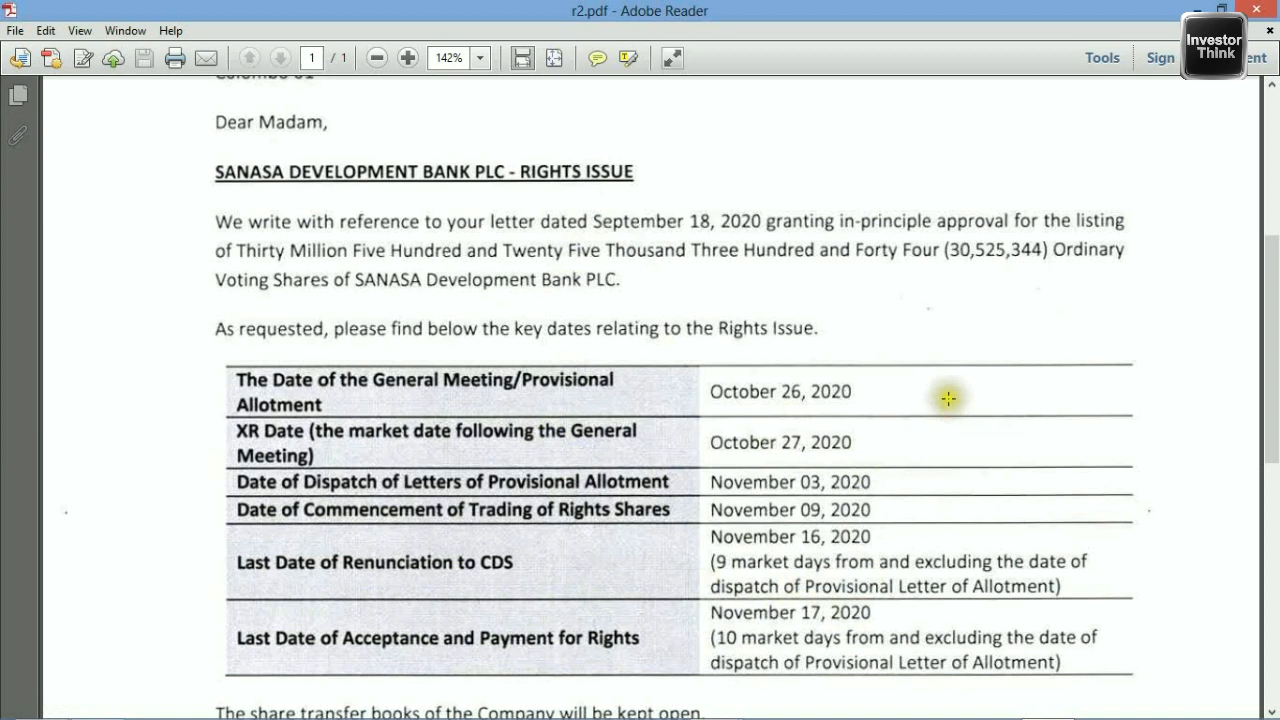 r2.pdf - Adobe Reader
File Edit View Window Help
1 / 1 142% Tools Sign
Investor
Think
Dear Madam,
SANASA DEVELOPMENT BANK PLC - RIGHTS ISSUE
We write with reference to your letter dated September 18, 2020 granting in-principle approval for the listing
of Thirty Million Five Hundred and Twenty Five Thousand Three Hundred and Forty Four (30,525,344) Ordinary
Voting Shares of SANASA Development Bank PLC.
As requested, please find below the key dates relating to the Rights Issue.
The Date of the General Meeting/Provisional
Allotment
October 26, 2020
XR Date (the market date following the General
Meeting)
October 27, 2020
Date of Dispatch of Letters of Provisional Allotment November 03, 2020
Date of Commencement of Trading of Rights Shares November 09, 2020
Last Date of Renunciation to CDS
November 16, 2020
(9 market days from and excluding the date of
dispatch of Provisional Letter of Allotment)
Last Date of Acceptance and Payment for Rights
November 17, 2020
(10 market days from and excluding the date of
dispatch of Provisional Letter of Allotment)
The share transfer books of the Company will be kept open.